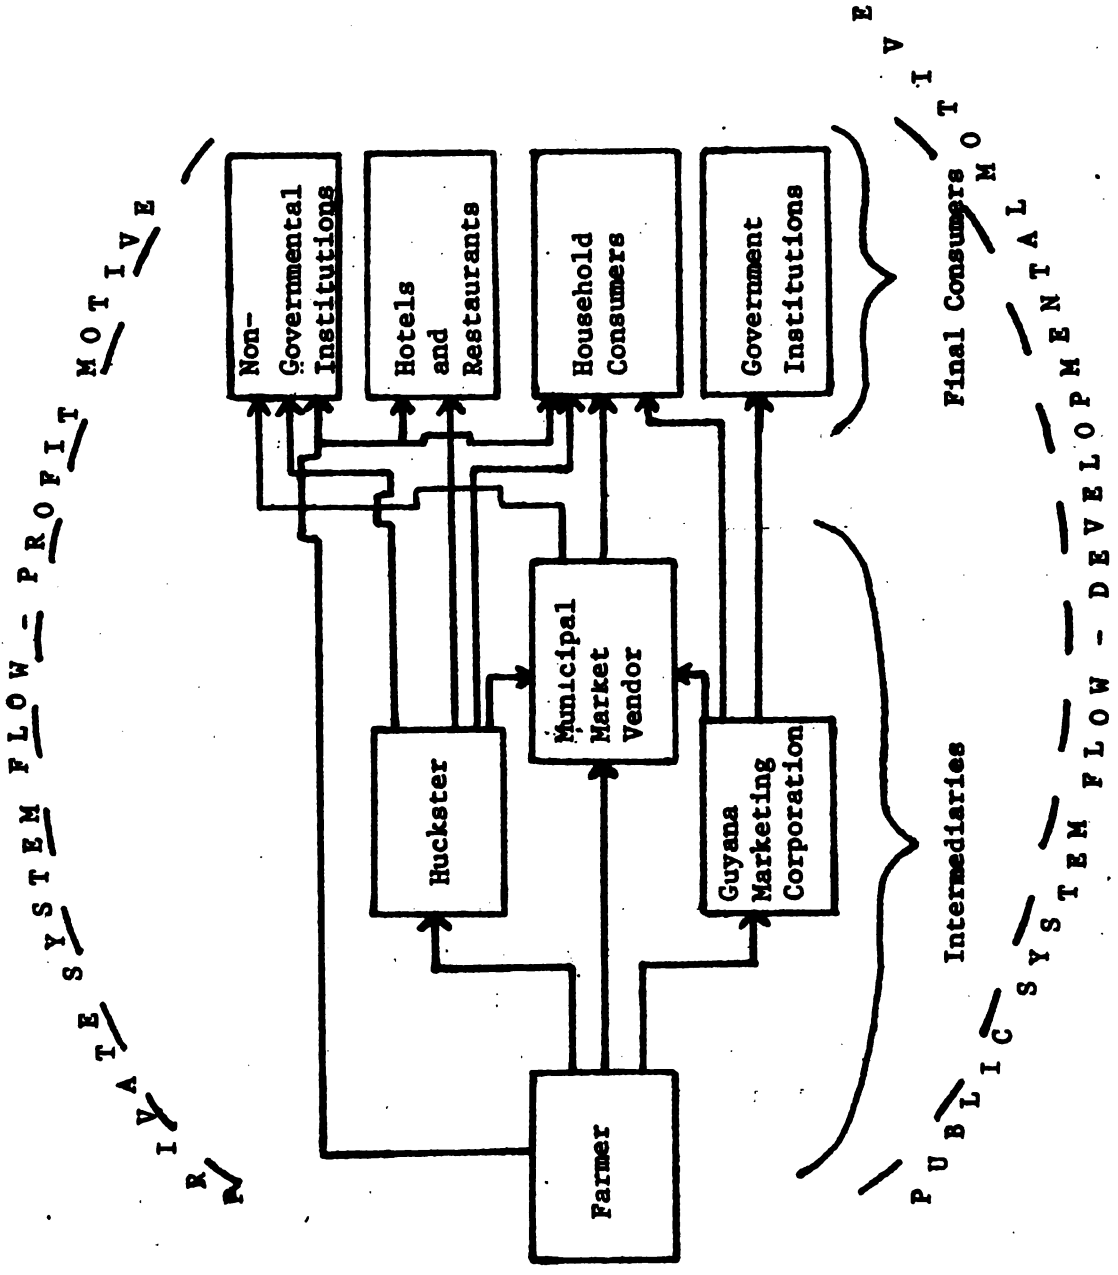 PRIVATE SYSTEM FLOW - PROFIT MOTIVE
Farmer
Huckster
Municipal
Market
Vendor
Guyana
Marketing
Corporation
Non-
Governmental
Institutions
Hotels
and
Restaurants
Household
Consumers
Government
Institutions
Intermediaries
Final Consumers
PUBLIC SYSTEM FLOW - DEVELOPMENTAL MOTIVE